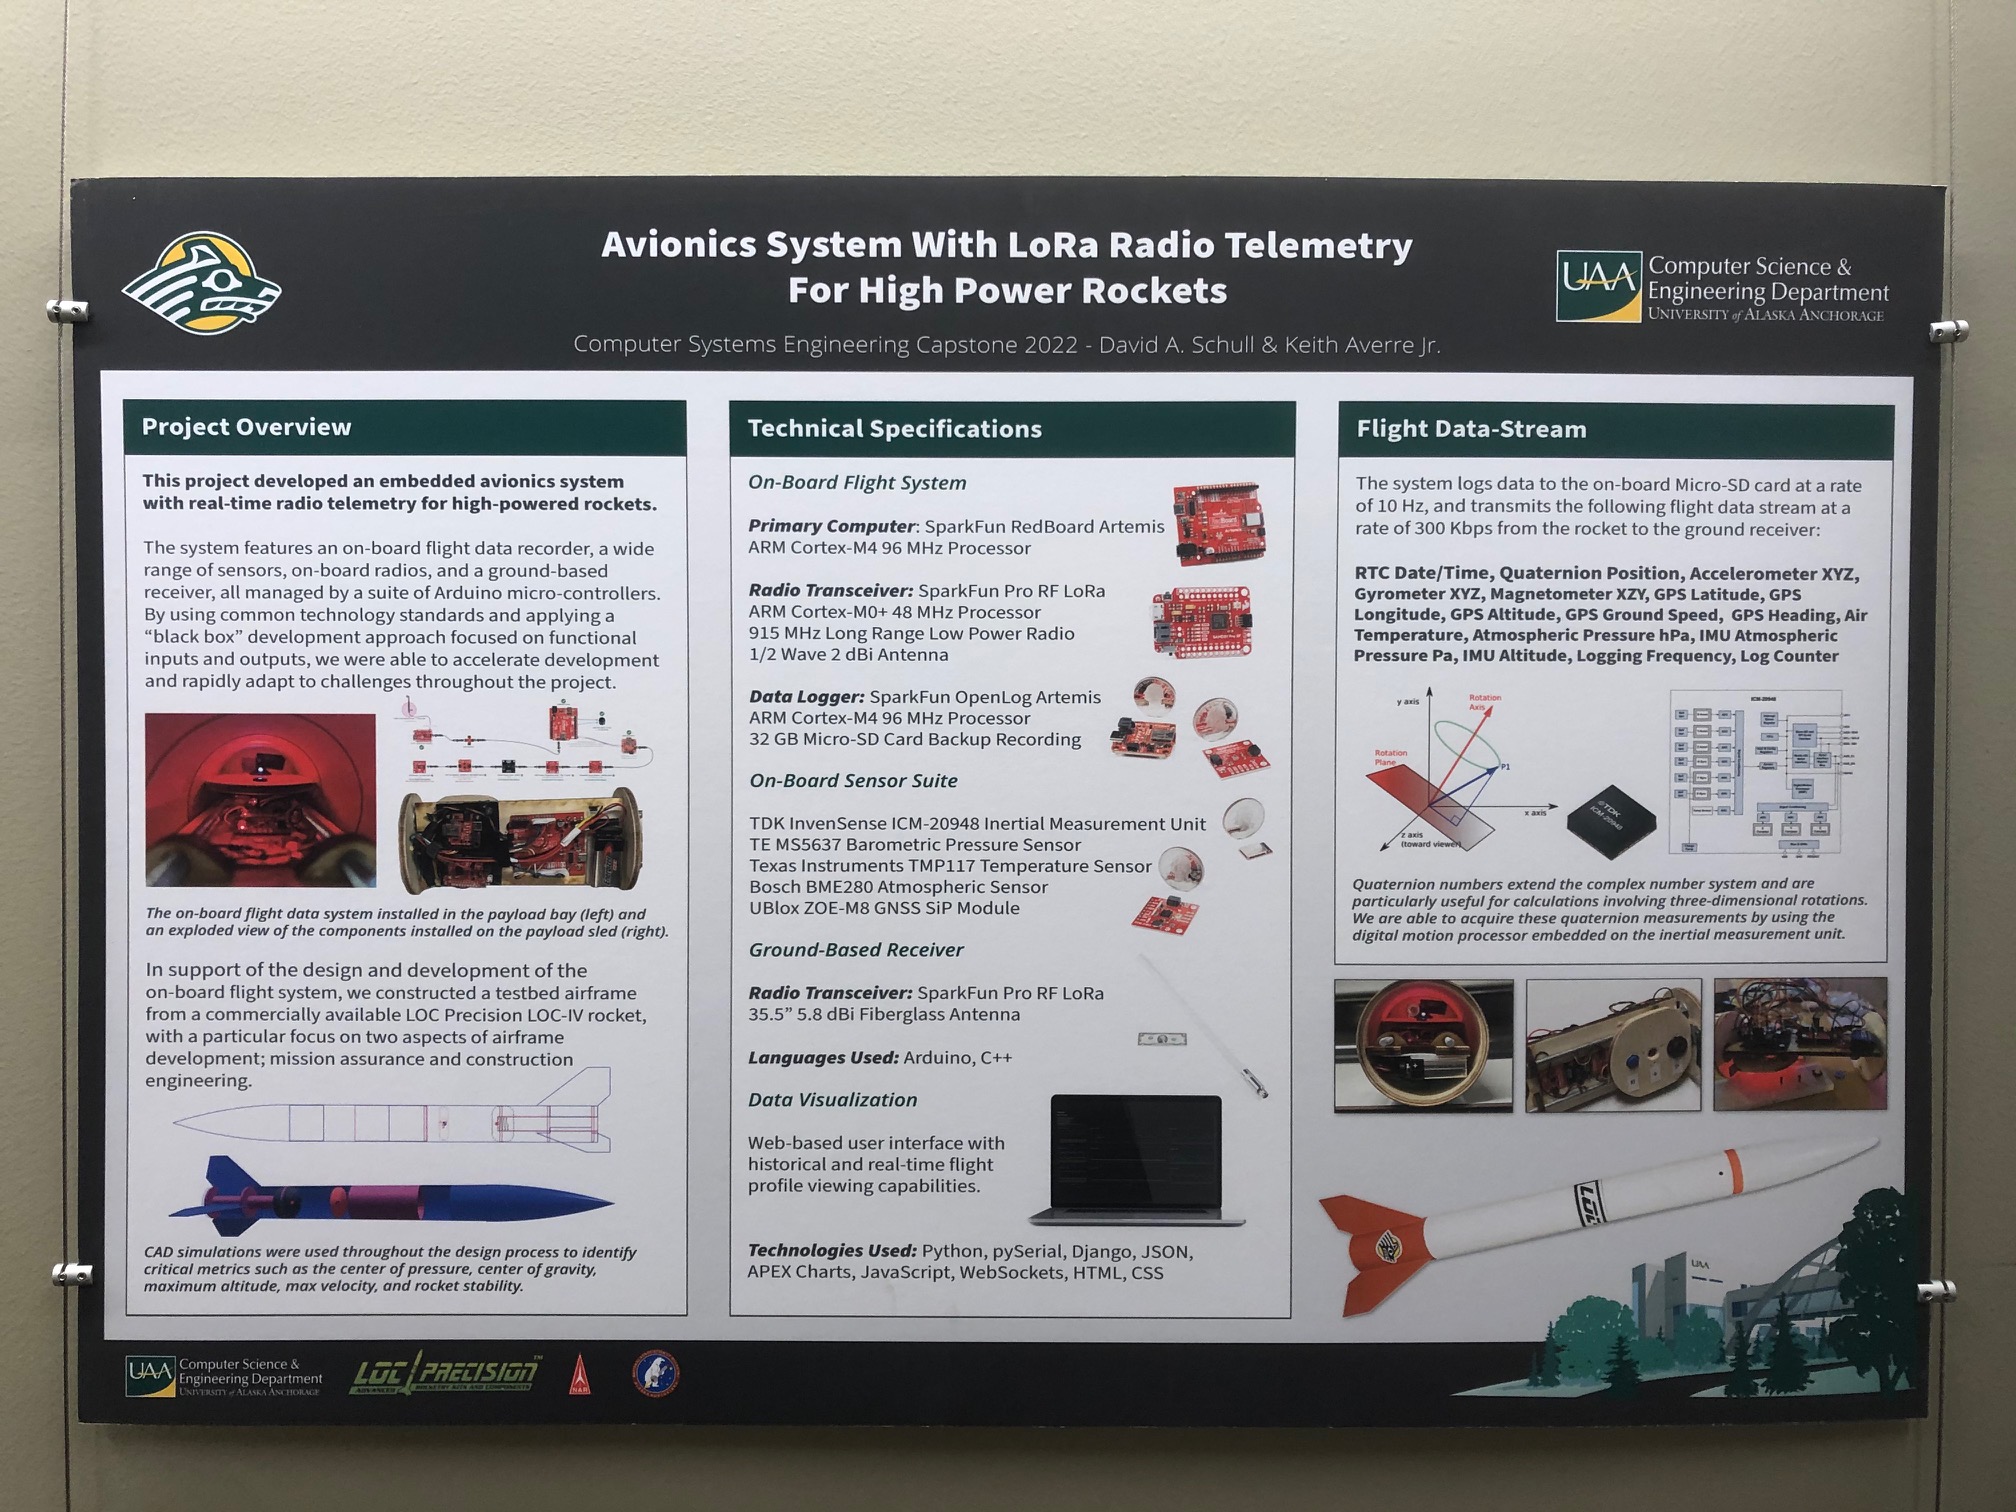 Avionics System With LoRa Radio Telemetry
For High Power Rockets
Computer Systems Engineering Capstone 2022 - David A. Schull & Keith Averre Jr.
UAA
Computer Science &
Engineering Department
UNIVERSITY of ALASKA ANCHORAGE
Project Overview
This project developed an embedded avionics system
with real-time radio telemetry for high-powered rockets.
The system features an on-board flight data recorder, a wide
range of sensors, on-board radios, and a ground-based
receiver, all managed by a suite of Arduino micro-controllers.
By using common technology standards and applying a
“black box” development approach focused on functional
inputs and outputs, we were able to accelerate development
and rapidly adapt to challenges throughout the project.
The on-board flight data system installed in the payload bay (left) and
an exploded view of the components installed on the payload sled (right).
In support of the design and development of the
on-board flight system, we constructed a testbed airframe
from a commercially available LOC Precision LOC-IV rocket,
with a particular focus on two aspects of airframe
development; mission assurance and construction
engineering.
CAD simulations were used throughout the design process to identify
critical metrics such as the center of pressure, center of gravity,
maximum altitude, max velocity, and rocket stability.
Technical Specifications
On-Board Flight System
Primary Computer: SparkFun RedBoard Artemis
ARM Cortex-M4 96 MHz Processor
Radio Transceiver: SparkFun Pro RF LoRa
ARM Cortex-M0+ 48 MHz Processor
915 MHz Long Range Low Power Radio
1/2 Wave 2 dBi Antenna
Data Logger: SparkFun OpenLog Artemis
ARM Cortex-M4 96 MHz Processor
32 GB Micro-SD Card Backup Recording
On-Board Sensor Suite
TDK InvenSense ICM-20948 Inertial Measurement Unit
TE MS5637 Barometric Pressure Sensor
Texas Instruments TMP117 Temperature Sensor
Bosch BME280 Atmospheric Sensor
UBlox ZOE-M8 GNSS SiP Module
Ground-Based Receiver
Radio Transceiver: SparkFun Pro RF LoRa
35.5” 5.8 dBi Fiberglass Antenna
Languages Used: Arduino, C++
Data Visualization
Web-based user interface with
historical and real-time flight
profile viewing capabilities.
Technologies Used: Python, pySerial, Django, JSON,
APEX Charts, JavaScript, WebSockets, HTML, CSS
Flight Data-Stream
The system logs data to the on-board Micro-SD card at a rate
of 10 Hz, and transmits the following flight data stream at a
rate of 300 Kbps from the rocket to the ground receiver:
RTC Date/Time, Quaternion Position, Accelerometer XYZ,
Gyrometer XYZ, Magnetometer XZY, GPS Latitude, GPS
Longitude, GPS Altitude, GPS Ground Speed, GPS Heading, Air
Temperature, Atmospheric Pressure hPa, IMU Atmospheric
Pressure Pa, IMU Altitude, Logging Frequency, Log Counter
y axis
Rotation
Axis
Rotation
Plane
P1
x axis
z axis
(toward viewer)
TDK
ICM-20948
ICM-20948
Quaternion numbers extend the complex number system and are
particularly useful for calculations involving three-dimensional rotations.
We are able to acquire these quaternion measurements by using the
digital motion processor embedded on the inertial measurement unit.
LOC
UAA
UAA
Computer Science &
Engineering Department
UNIVERSITY of ALASKA ANCHORAGE
LOC PRECISION™
ADVANCED ROCKETRY KITS AND COMPONENTS
NAR